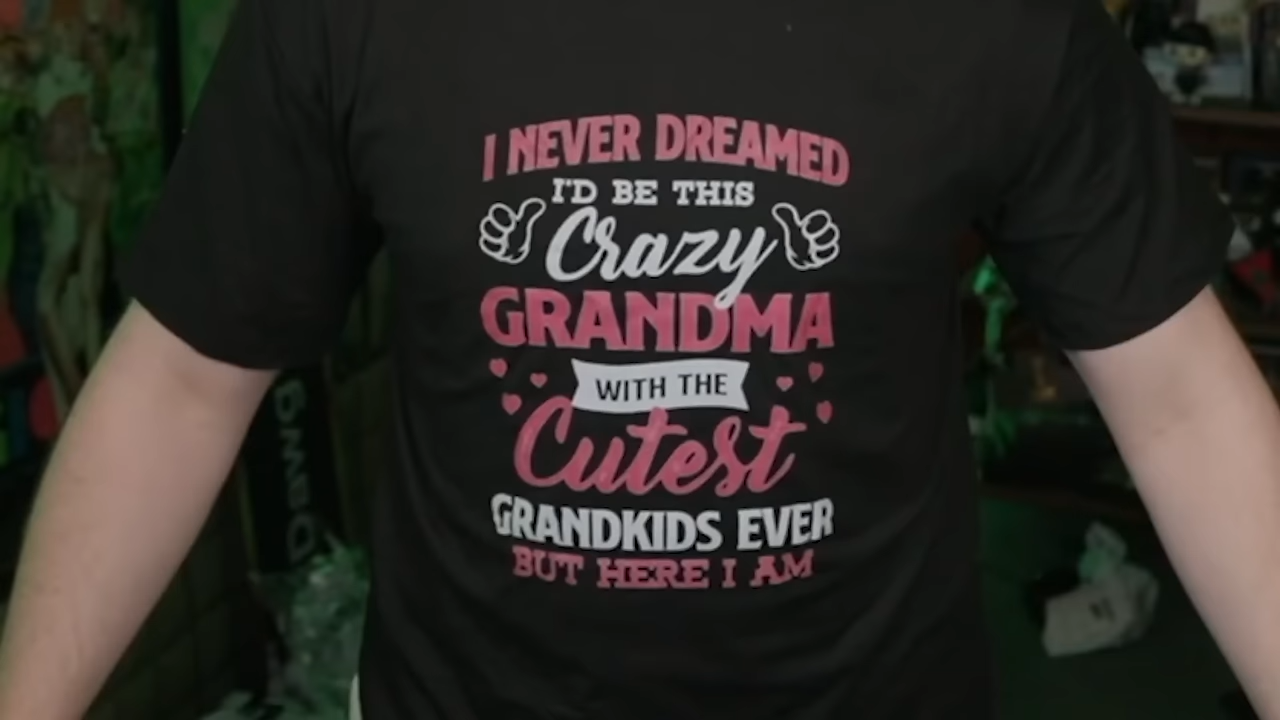 I NEVER DREAMED
I'D BE THIS
Crazy
GRANDMA
WITH THE
Cutest
GRANDKIDS EVER
BUT HERE I AM